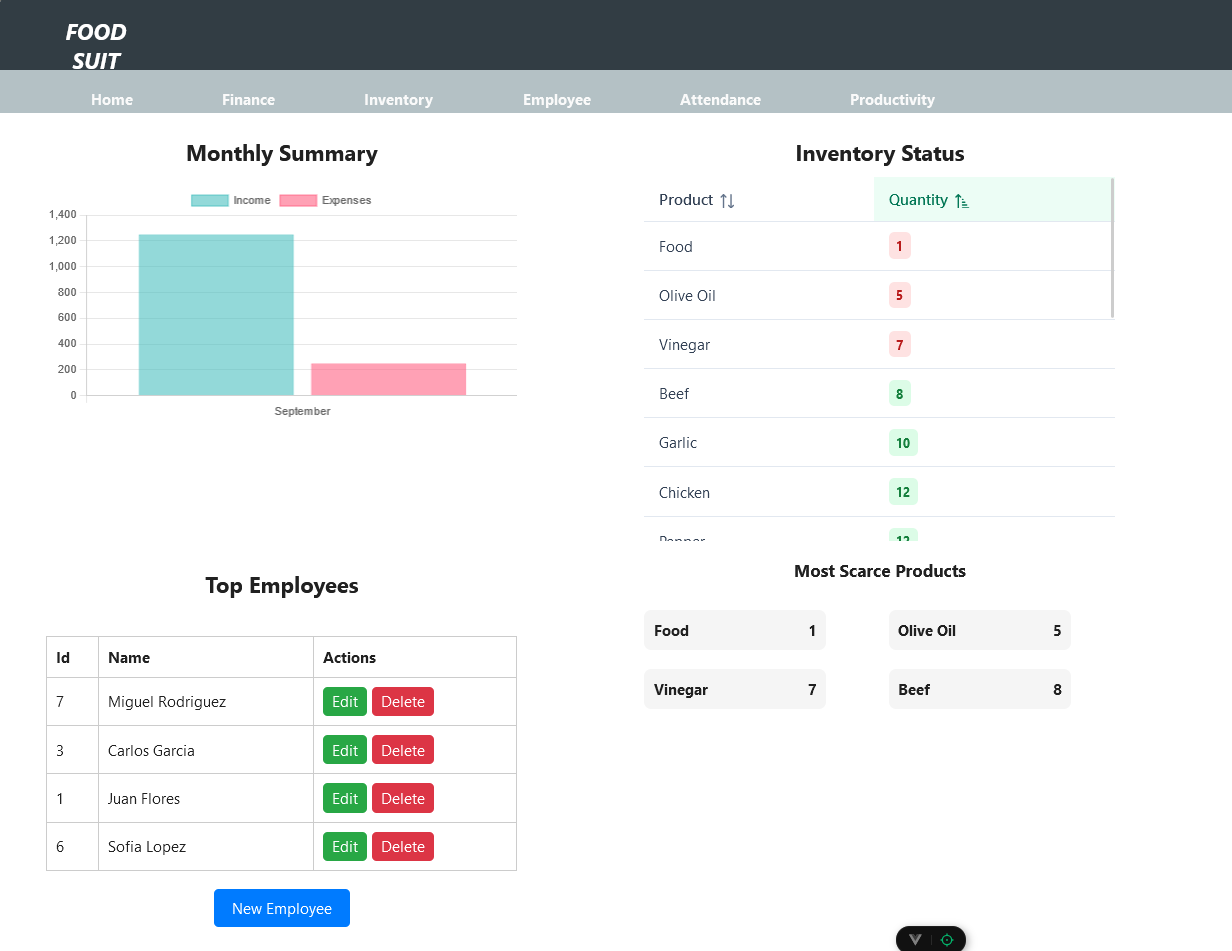 FOOD
SUIT
Home Finance Inventory Employee Attendance Productivity
Monthly Summary
Income Expenses
1,400
1,200
1,000
800
600
400
200
0
September
Inventory Status
Product Quantity
Food 1
Olive Oil 5
Vinegar 7
Beef 8
Garlic 10
Chicken 12
Pepper 12
Most Scarce Products
Food 1 Olive Oil 5
Vinegar 7 Beef 8
Top Employees
Id Name Actions
7 Miguel Rodriguez Edit Delete
3 Carlos Garcia Edit Delete
1 Juan Flores Edit Delete
6 Sofia Lopez Edit Delete
New Employee